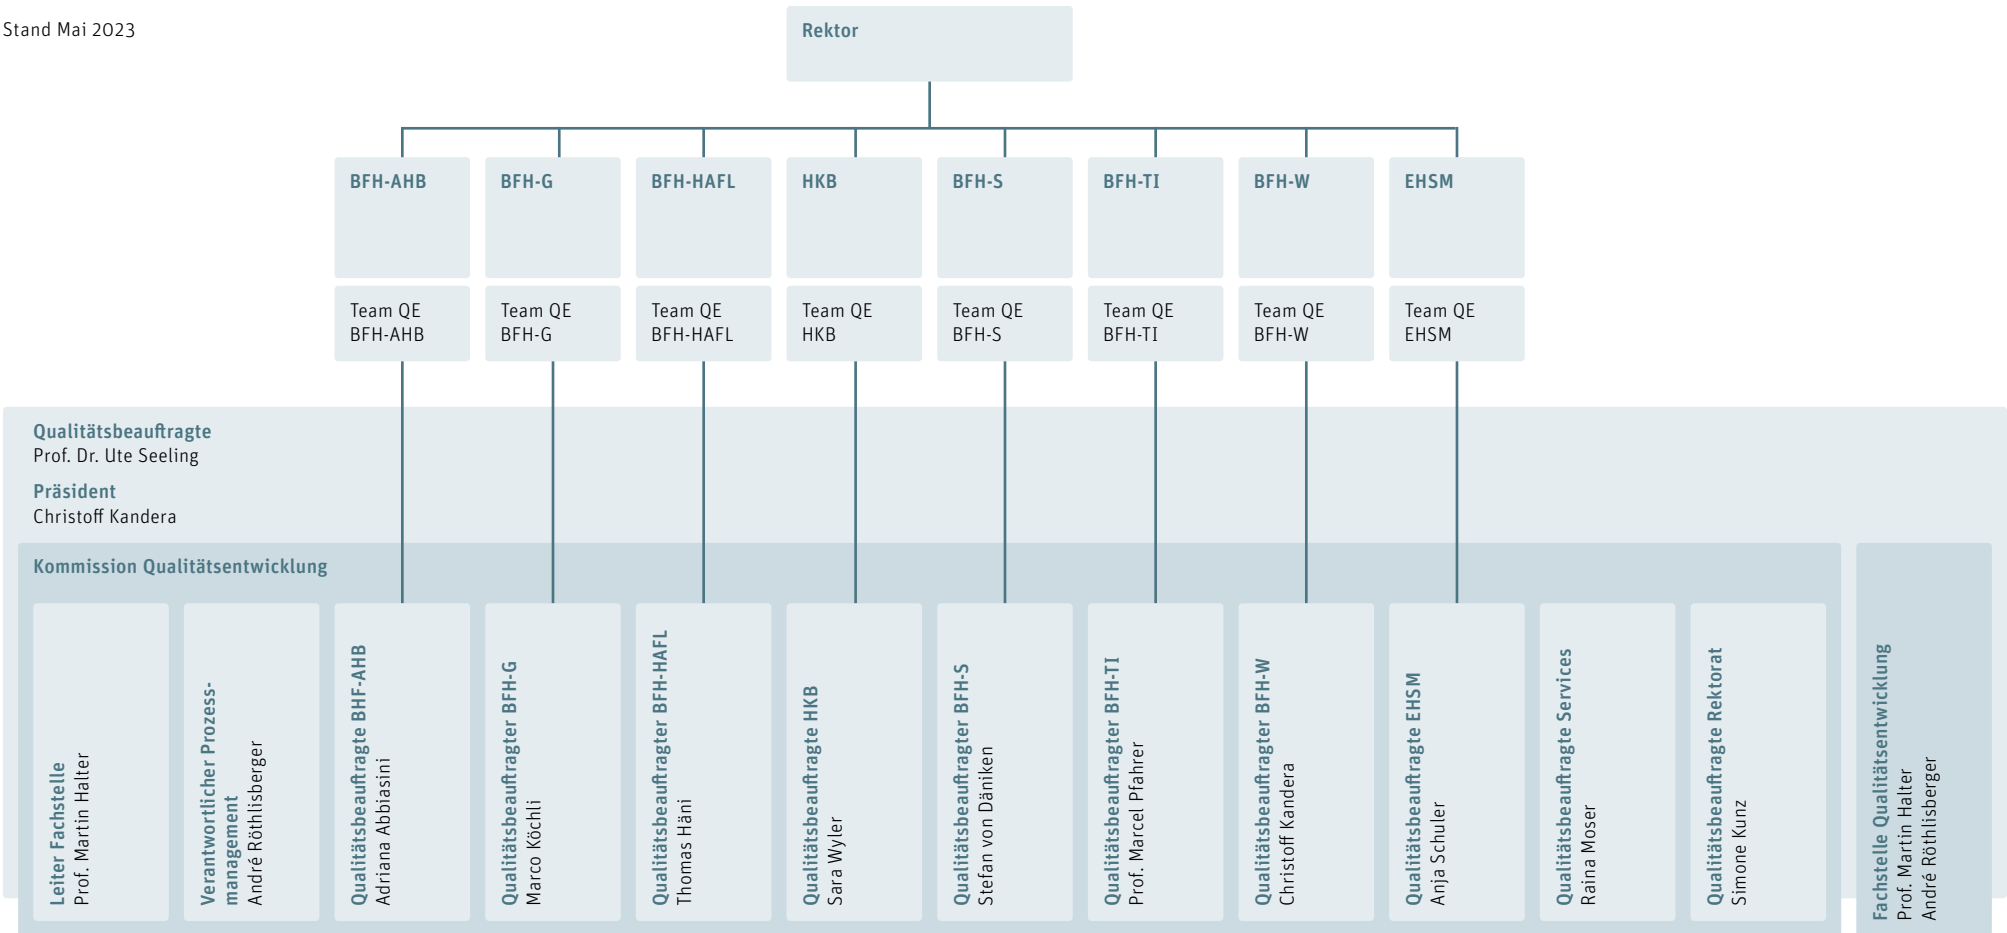 Stand Mai 2023
Rektor
BFH-AHB
BFH-G
BFH-HAFL
HKB
BFH-S
BFH-TI
BFH-W
EHSM
Team QE
BFH-AHB
Team QE
BFH-G
Team QE
BFH-HAFL
Team QE
HKB
Team QE
BFH-S
Team QE
BFH-TI
Team QE
BFH-W
Team QE
EHSM
Qualitätsbeauftragte
Prof. Dr. Ute Seeling
Präsident
Christoff Kandera
Kommission Qualitätsentwicklung
Leiter Fachstelle
Prof. Martin Halter
Verantwortlicher Prozess-
management
André Röthlisberger
Qualitätsbeauftragte BHF-AHB
Adriana Abbiasini
Qualitätsbeauftragter BFH-G
Marco Köchli
Qualitätsbeauftragter BFH-HAFL
Thomas Häni
Qualitätsbeauftragte HKB
Sara Wyler
Qualitätsbeauftragter BFH-S
Stefan von Däniken
Qualitätsbeauftragter BFH-TI
Prof. Marcel Pfahrer
Qualitätsbeauftragter BFH-W
Christoff Kandera
Qualitätsbeauftragte EHSM
Anja Schuler
Qualitätsbeauftragte Services
Raina Moser
Qualitätsbeauftragte Rektorat
Simone Kunz
Fachstelle Qualitätsentwicklung
Prof. Martin Halter
André Röthlisberger